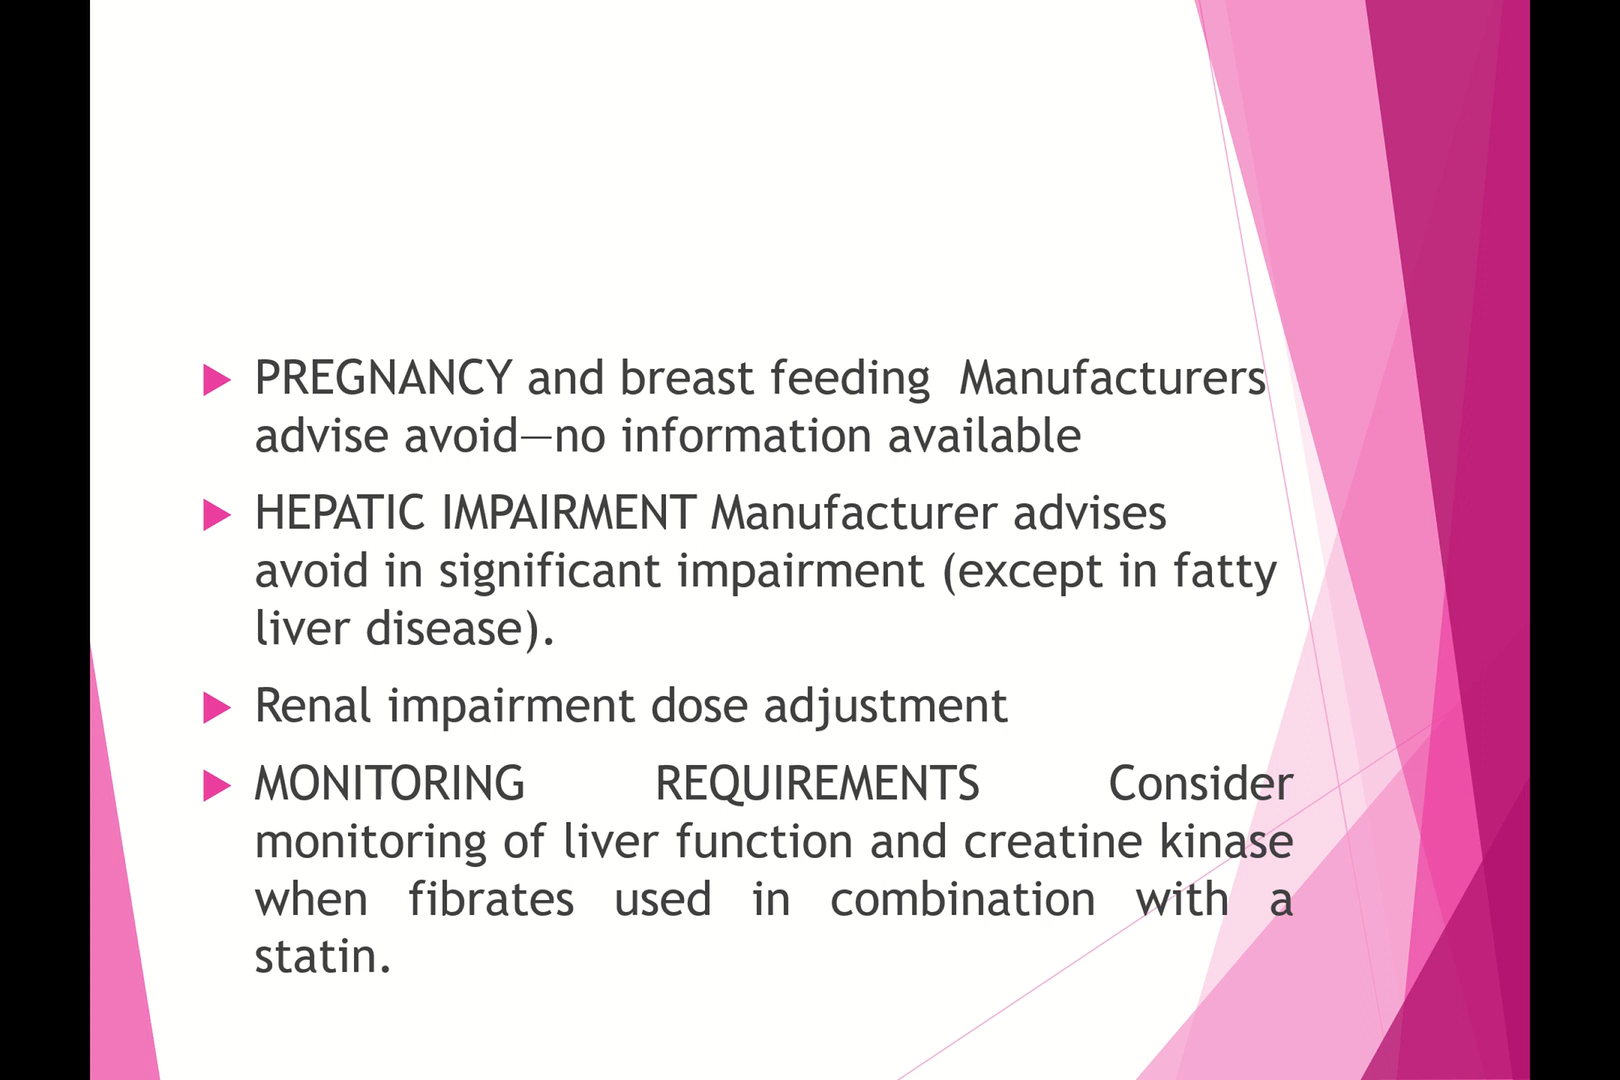 PREGNANCY and breast feeding  Manufacturers
advise avoid—no information available
HEPATIC IMPAIRMENT Manufacturer advises
avoid in significant impairment (except in fatty
liver disease).
Renal impairment dose adjustment
MONITORING REQUIREMENTS Consider
monitoring of liver function and creatine kinase
when fibrates used in combination with a
statin.